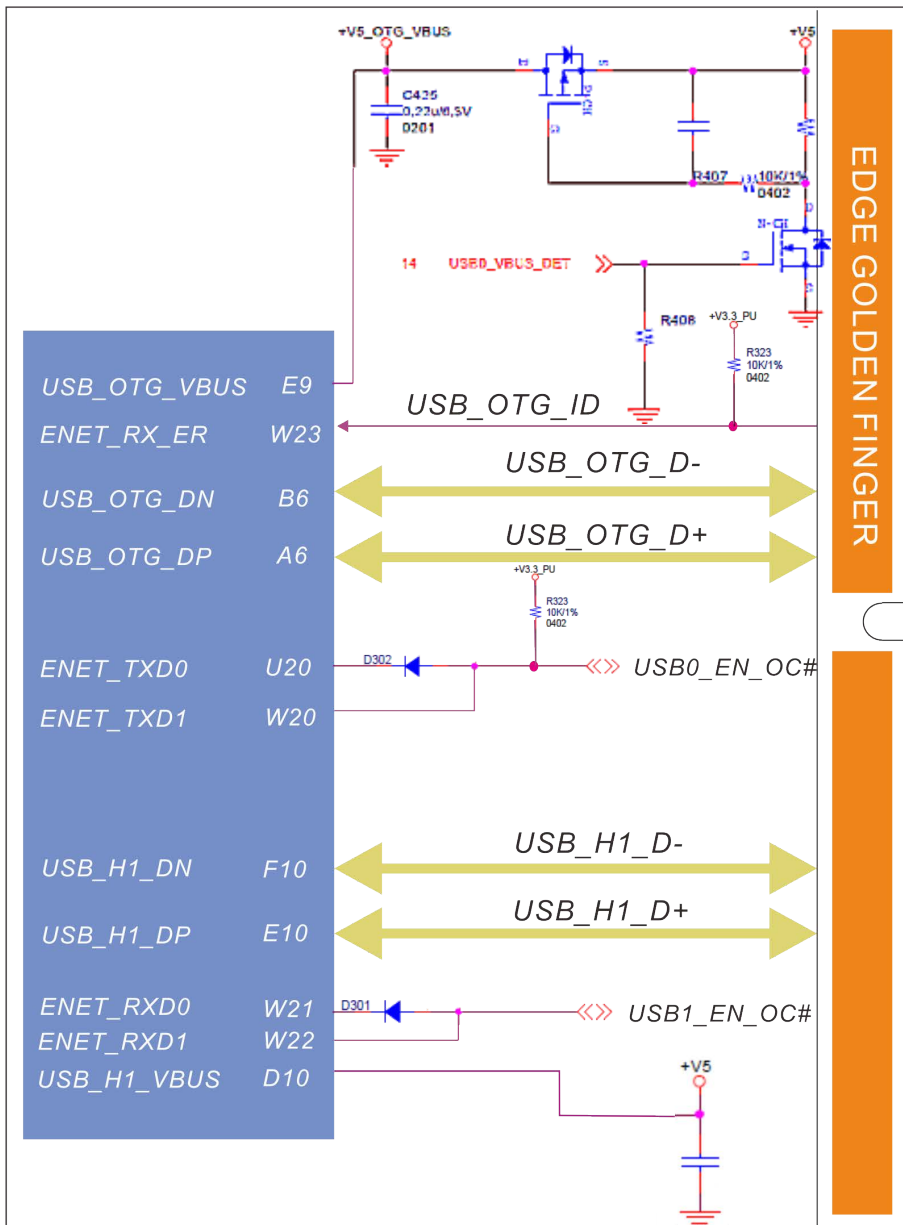 +V5_OTG_VBUS
+V5
C425
0,22u/6,3V
0201
R407
10K/1%
0402
N-CH
14 USB0_VBUS_DET
R408
+V3.3_PU
R323
10K/1%
0402
EDGE GOLDEN FINGER
USB_OTG_VBUS E9
ENET_RX_ER W23
USB_OTG_ID
USB_OTG_DN B6
USB_OTG_D-
USB_OTG_DP A6
USB_OTG_D+
+V3.3_PU
R323
10K/1%
0402
ENET_TXD0 U20
D302
USB0_EN_OC#
ENET_TXD1 W20
USB_H1_DN F10
USB_H1_D-
USB_H1_DP E10
USB_H1_D+
ENET_RXD0 W21
D301
USB1_EN_OC#
ENET_RXD1 W22
USB_H1_VBUS D10
+V5